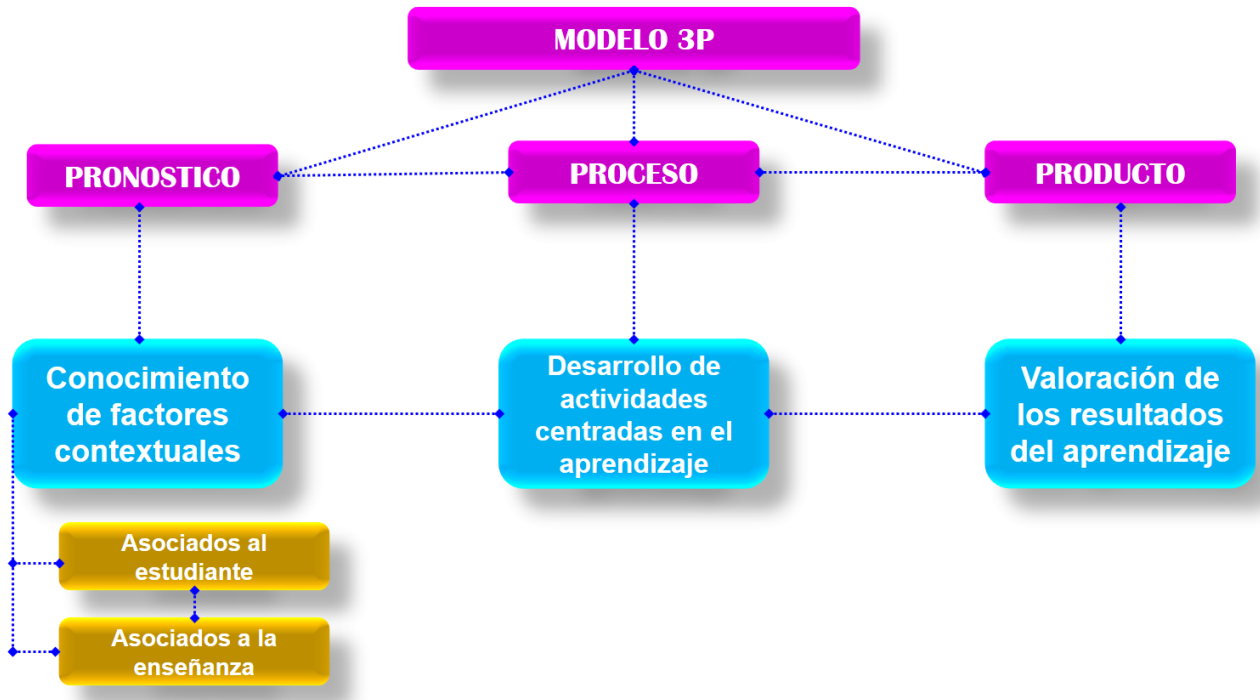 MODELO 3P
PRONOSTICO
PROCESO
PRODUCTO
Conocimiento
de factores
contextuales
Desarrollo de
actividades
centradas en el
aprendizaje
Valoración de
los resultados
del aprendizaje
Asociados al
estudiante
Asociados a la
enseñanza